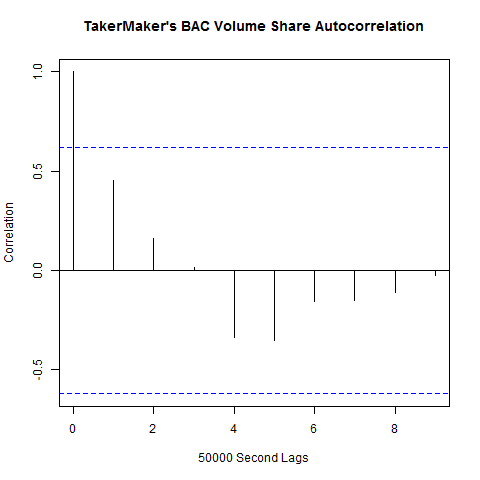 TakerMaker's BAC Volume Share Autocorrelation
Correlation
1.0
0.5
0.0
-0.5
0 2 4 6 8
50000 Second Lags